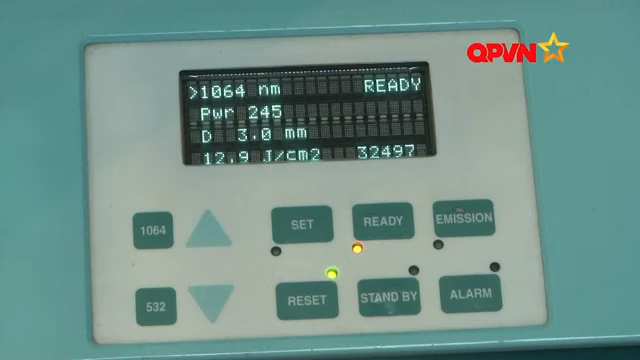 QPVN
>1064 nm READY
Pwr 245
D 3.0 mm
12.9 J/cm2 32497
1064 SET READY EMISSION
532 RESET STAND BY ALARM